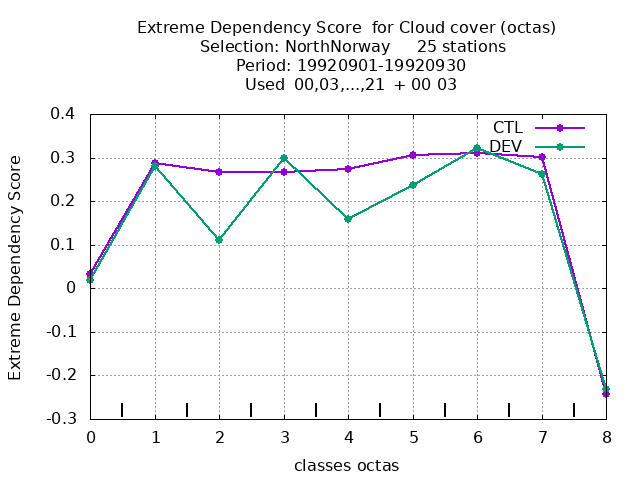 Extreme Dependency Score  for Cloud cover (octas)
Selection: NorthNorway     25 stations
Period: 19920901-19920930
Used  00,03,...,21  + 00 03
CTL
DEV
Extreme Dependency Score
0.4
0.3
0.2
0.1
0
-0.1
-0.2
-0.3
0 1 2 3 4 5 6 7 8
classes octas